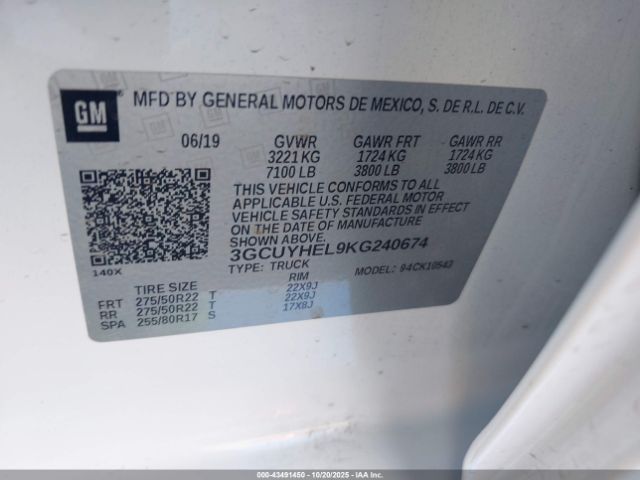 GM ® MFD BY GENERAL MOTORS DE MEXICO, S. DE R.L. DE C.V.
06/19 GVWR GAWR FRT GAWR RR
3221 KG 1724 KG 1724 KG
7100 LB 3800 LB 3800 LB
THIS VEHICLE CONFORMS TO ALL
APPLICABLE U.S. FEDERAL MOTOR
VEHICLE SAFETY STANDARDS IN EFFECT
ON THE DATE OF MANUFACTURE
SHOWN ABOVE.
3GCUYHEL9KG240674
140X TYPE: TRUCK MODEL: 94CK10543
TIRE SIZE RIM
FRT 275/50R22 T 22X9J
RR 275/50R22 T 22X9J
SPA 255/80R17 S 17X8J
000-43491450 | 10/20/2025 | Copyright © IAA, LLC